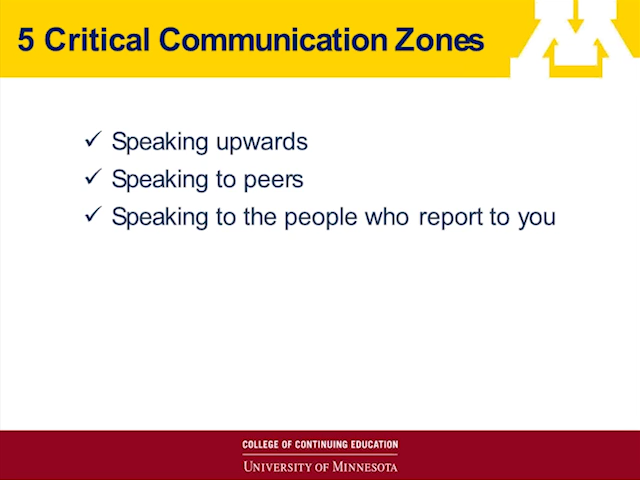 5 Critical Communication Zones
✓ Speaking upwards
✓ Speaking to peers
✓ Speaking to the people who report to you
COLLEGE OF CONTINUING EDUCATION
UNIVERSITY OF MINNESOTA